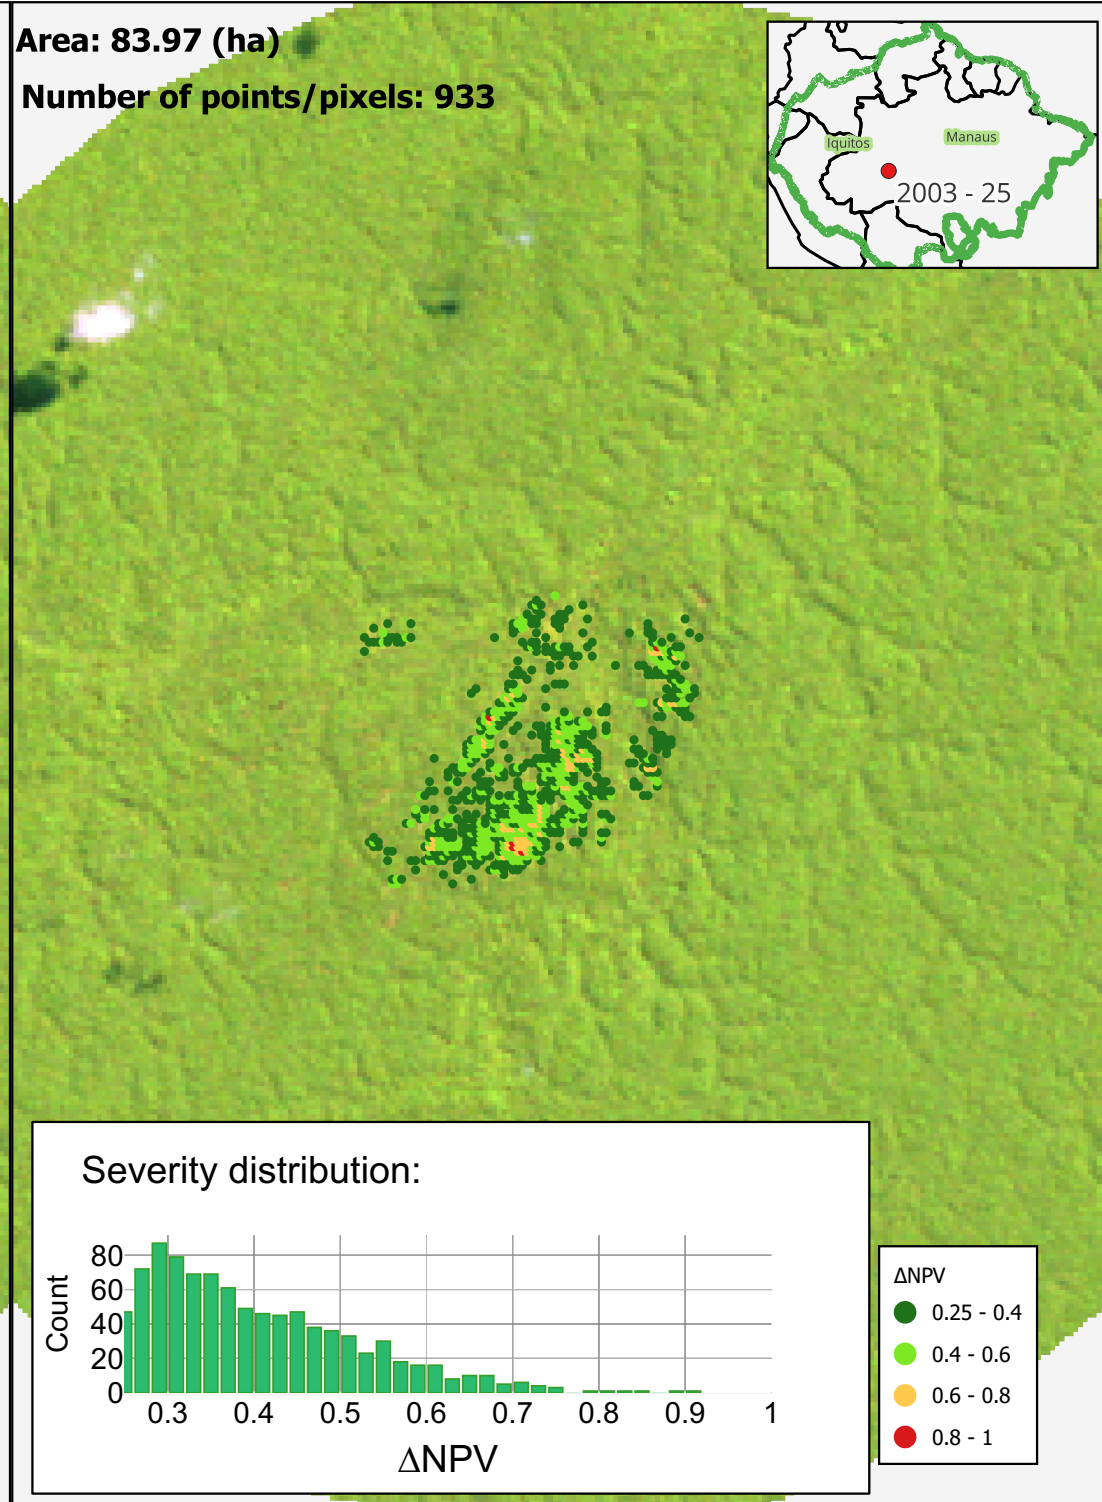 Area: 83.97 (ha)
Number of points/pixels: 933
Iquitos
Manaus
2003 - 25
Severity distribution:
Count
80
60
40
20
0
0.3 0.4 0.5 0.6 0.7 0.8 0.9 1
ΔNPV
ΔNPV
0.25 - 0.4
0.4 - 0.6
0.6 - 0.8
0.8 - 1